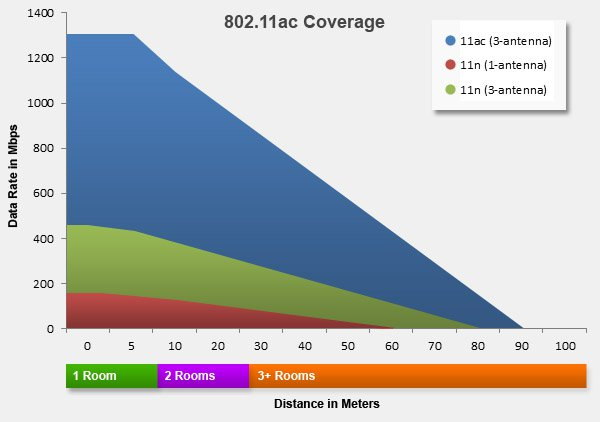 802.11ac Coverage
11ac (3-antenna)
11n (1-antenna)
11n (3-antenna)
Data Rate in Mbps
1400
1200
1000
800
600
400
200
0
0 5 10 20 30 40 50 60 70 80 90 100
1 Room 2 Rooms 3+ Rooms
Distance in Meters